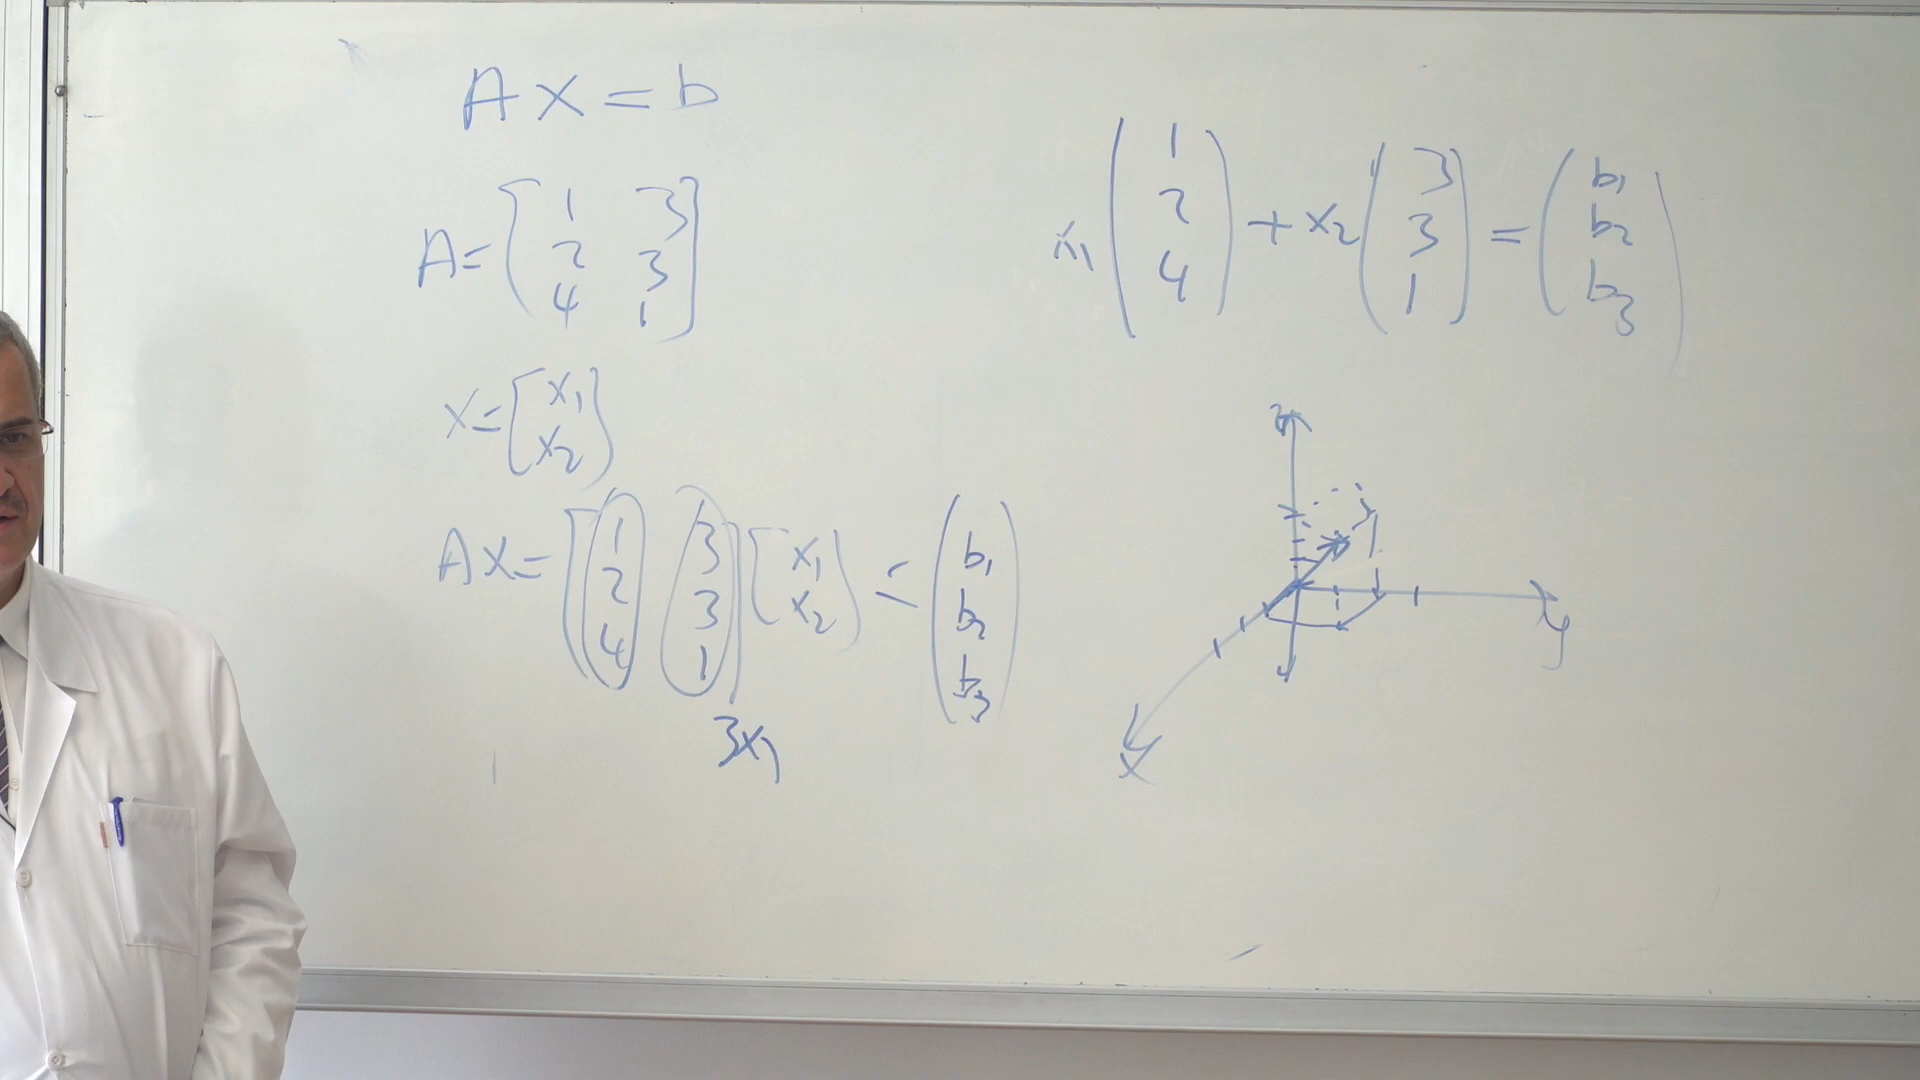 AX = b
A = [ 1 3
2 3
4 1 ]
x = [ x1
x2 ]
AX = [ 1 3
2 3
4 1 ] [ x1
x2 ] = ( b1
b2
b3 )
3x1
x1 ( 1
2
4 ) + x2 ( 3
3
1 ) = ( b1
b2
b3 )
z
y
x